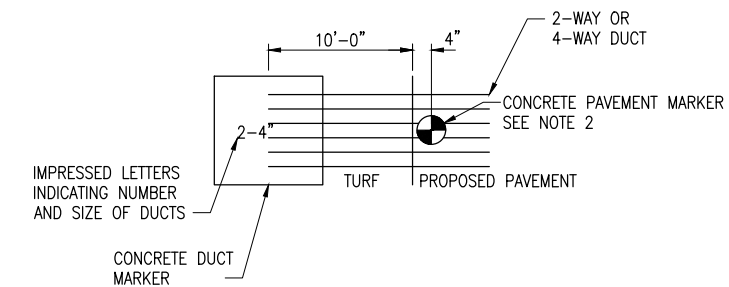 2-WAY OR
4-WAY DUCT
10'-0"
4"
CONCRETE PAVEMENT MARKER
SEE NOTE 2
2-4"
IMPRESSED LETTERS
INDICATING NUMBER
AND SIZE OF DUCTS
TURF
PROPOSED PAVEMENT
CONCRETE DUCT
MARKER